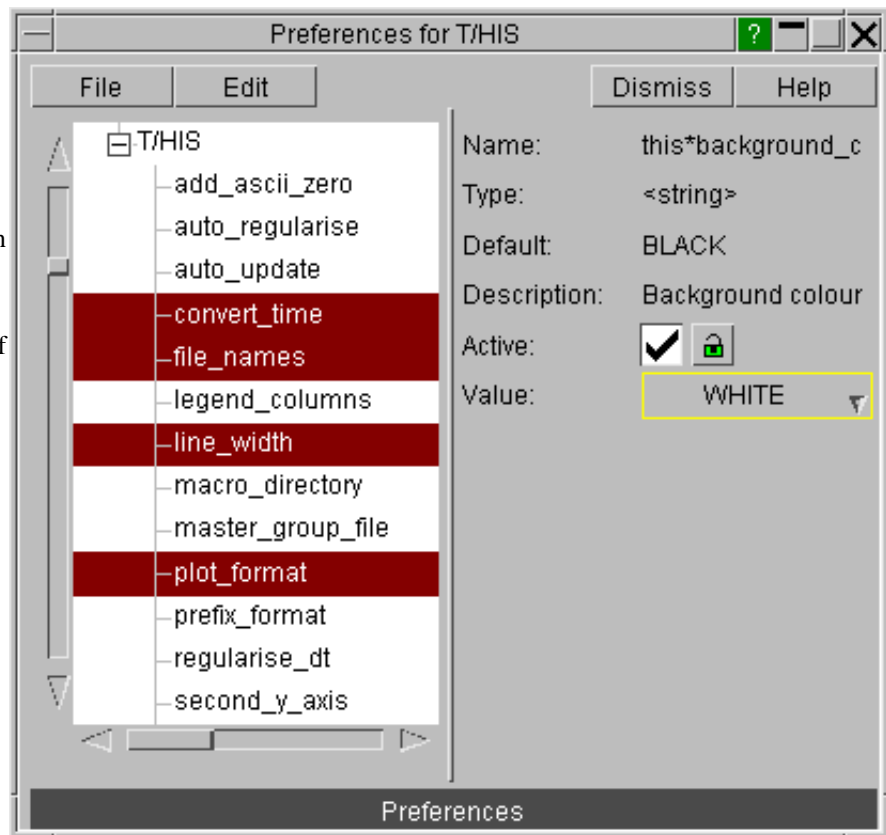 Preferences for T/HIS ?
File Edit Dismiss Help
T/HIS
add_ascii_zero
auto_regularise
auto_update
convert_time
file_names
legend_columns
line_width
macro_directory
master_group_file
plot_format
prefix_format
regularise_dt
second_y_axis
n
f
Name: this*background_c
Type: <string>
Default: BLACK
Description: Background colour
Active:
Value: WHITE
Preferences